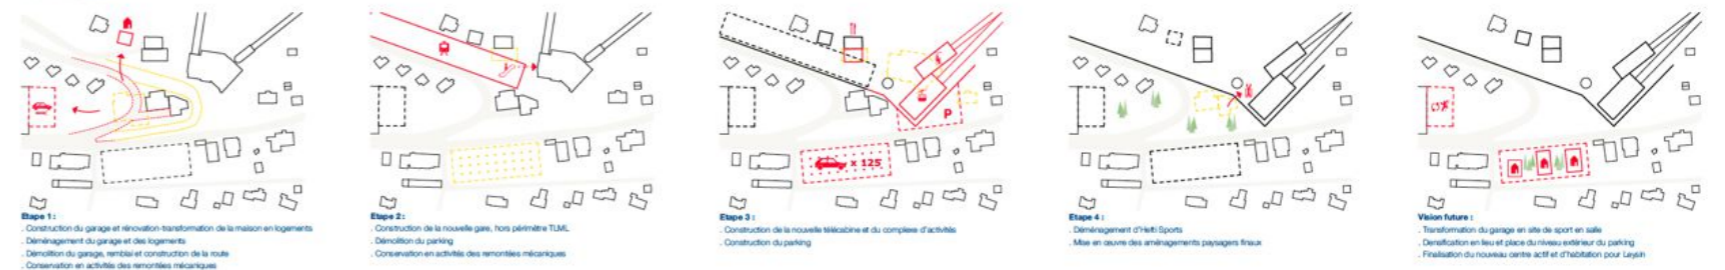 P
x 125
Etape 1 :
. Construction du garage et rénovation-transformation de la maison en logements
. Déménagement du garage et des logements
. Démolition du garage, remblai et construction de la route
. Conservation en activités des remontées mécaniques
Etape 2 :
. Construction de la nouvelle gare, hors périmètre TLML
. Démolition du parking
. Conservation en activités des remontées mécaniques
Etape 3 :
. Construction de la nouvelle télécabine et du complexe d'activités
. Construction du parking
Etape 4 :
. Déménagement d'Hefti Sports
. Mise en œuvre des aménagements paysagers finaux
Vision future :
. Transformation du garage en site de sport en salle
. Densification en lieu et place du niveau extérieur du parking
. Finalisation du nouveau centre actif et d'habitation pour Leysin